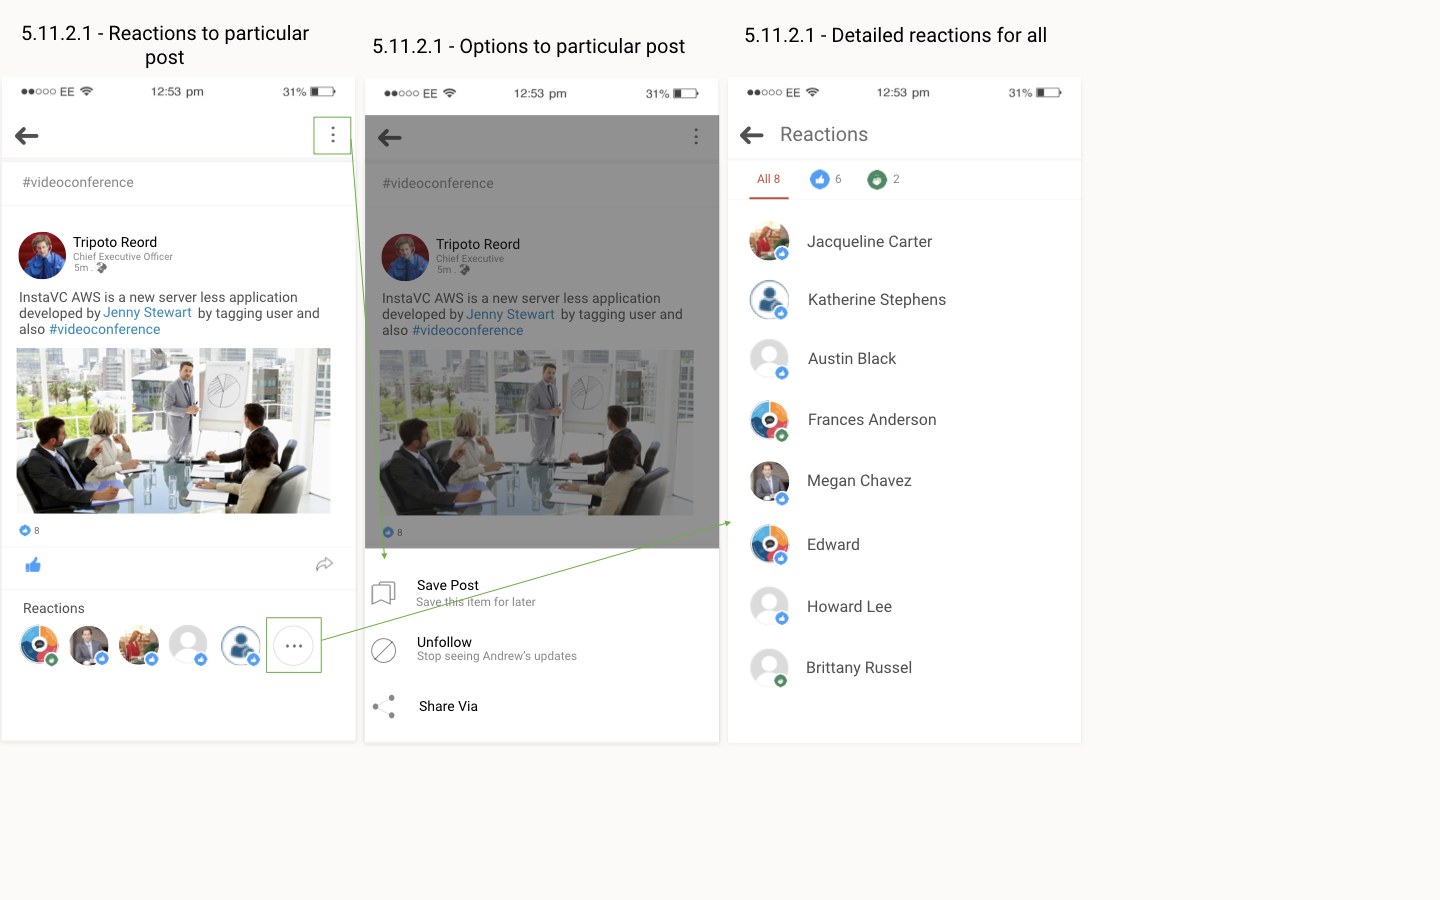 5.11.2.1 - Reactions to particular
post
EE
12:53 pm
31%
#videoconference
Tripoto Reord
Chief Executive Officer
5m .
InstaVC AWS is a new server less application
developed by Jenny Stewart by tagging user and
also #videoconference
8
Reactions
5.11.2.1 - Options to particular post
EE
12:53 pm
31%
#videoconference
Tripoto Reord
Chief Executive
5m .
InstaVC AWS is a new server less application
developed by Jenny Stewart by tagging user and
also #videoconference
8
Save Post
Save this item for later
Unfollow
Stop seeing Andrew's updates
Share Via
5.11.2.1 - Detailed reactions for all
EE
12:53 pm
31%
Reactions
All 8
6
2
Jacqueline Carter
Katherine Stephens
Austin Black
Frances Anderson
Megan Chavez
Edward
Howard Lee
Brittany Russel